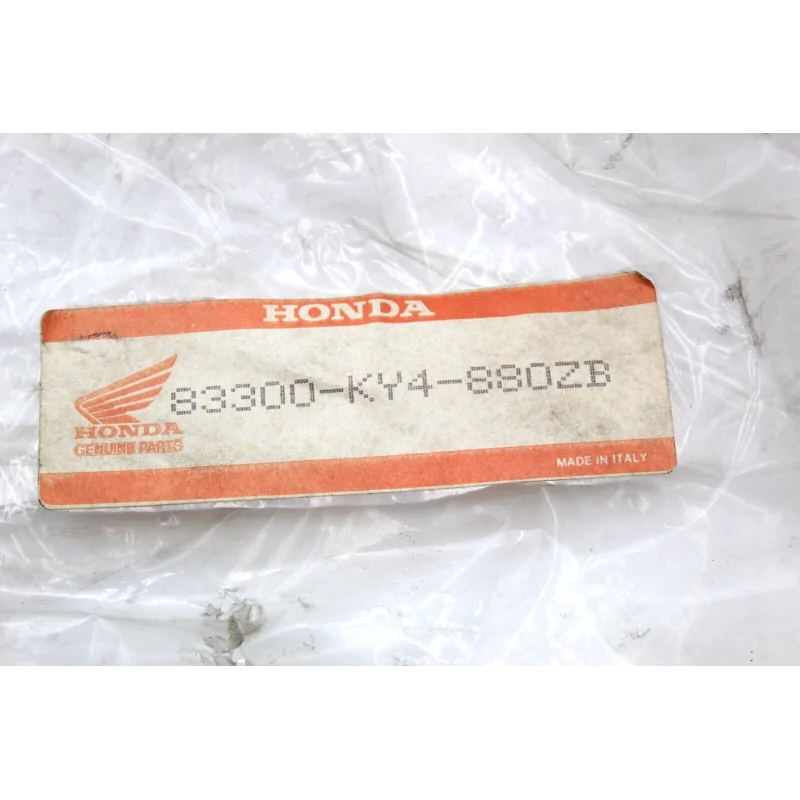 HONDA
83300-KY4-880ZB
HONDA
GENUINE PARTS
MADE IN ITALY